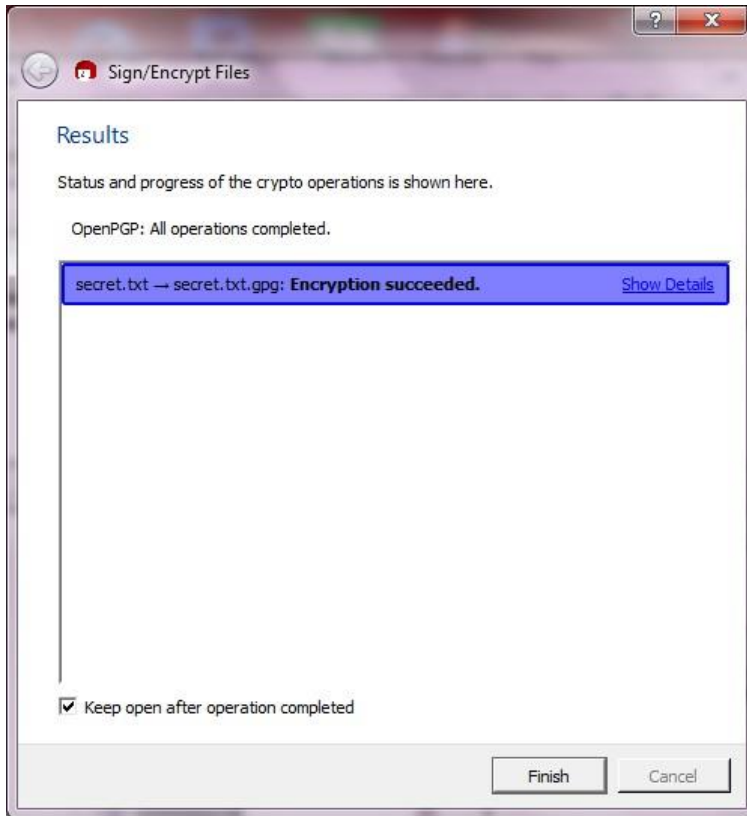 ? X
Sign/Encrypt Files
Results
Status and progress of the crypto operations is shown here.
OpenPGP: All operations completed.
secret.txt → secret.txt.gpg: Encryption succeeded. Show Details
Keep open after operation completed
Finish Cancel